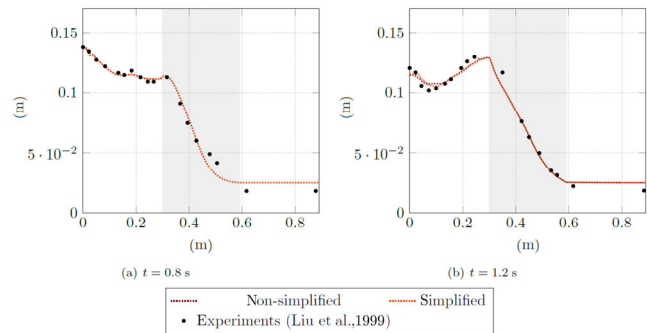 0.15
0.1
5 · 10⁻²
0
(m)
0 0.2 0.4 0.6 0.8
(m)
(a) t = 0.8 s
0.15
0.1
5 · 10⁻²
0
(m)
0 0.2 0.4 0.6 0.8
(m)
(b) t = 1.2 s
Non-simplified Simplified
Experiments (Liu et al.,1999)